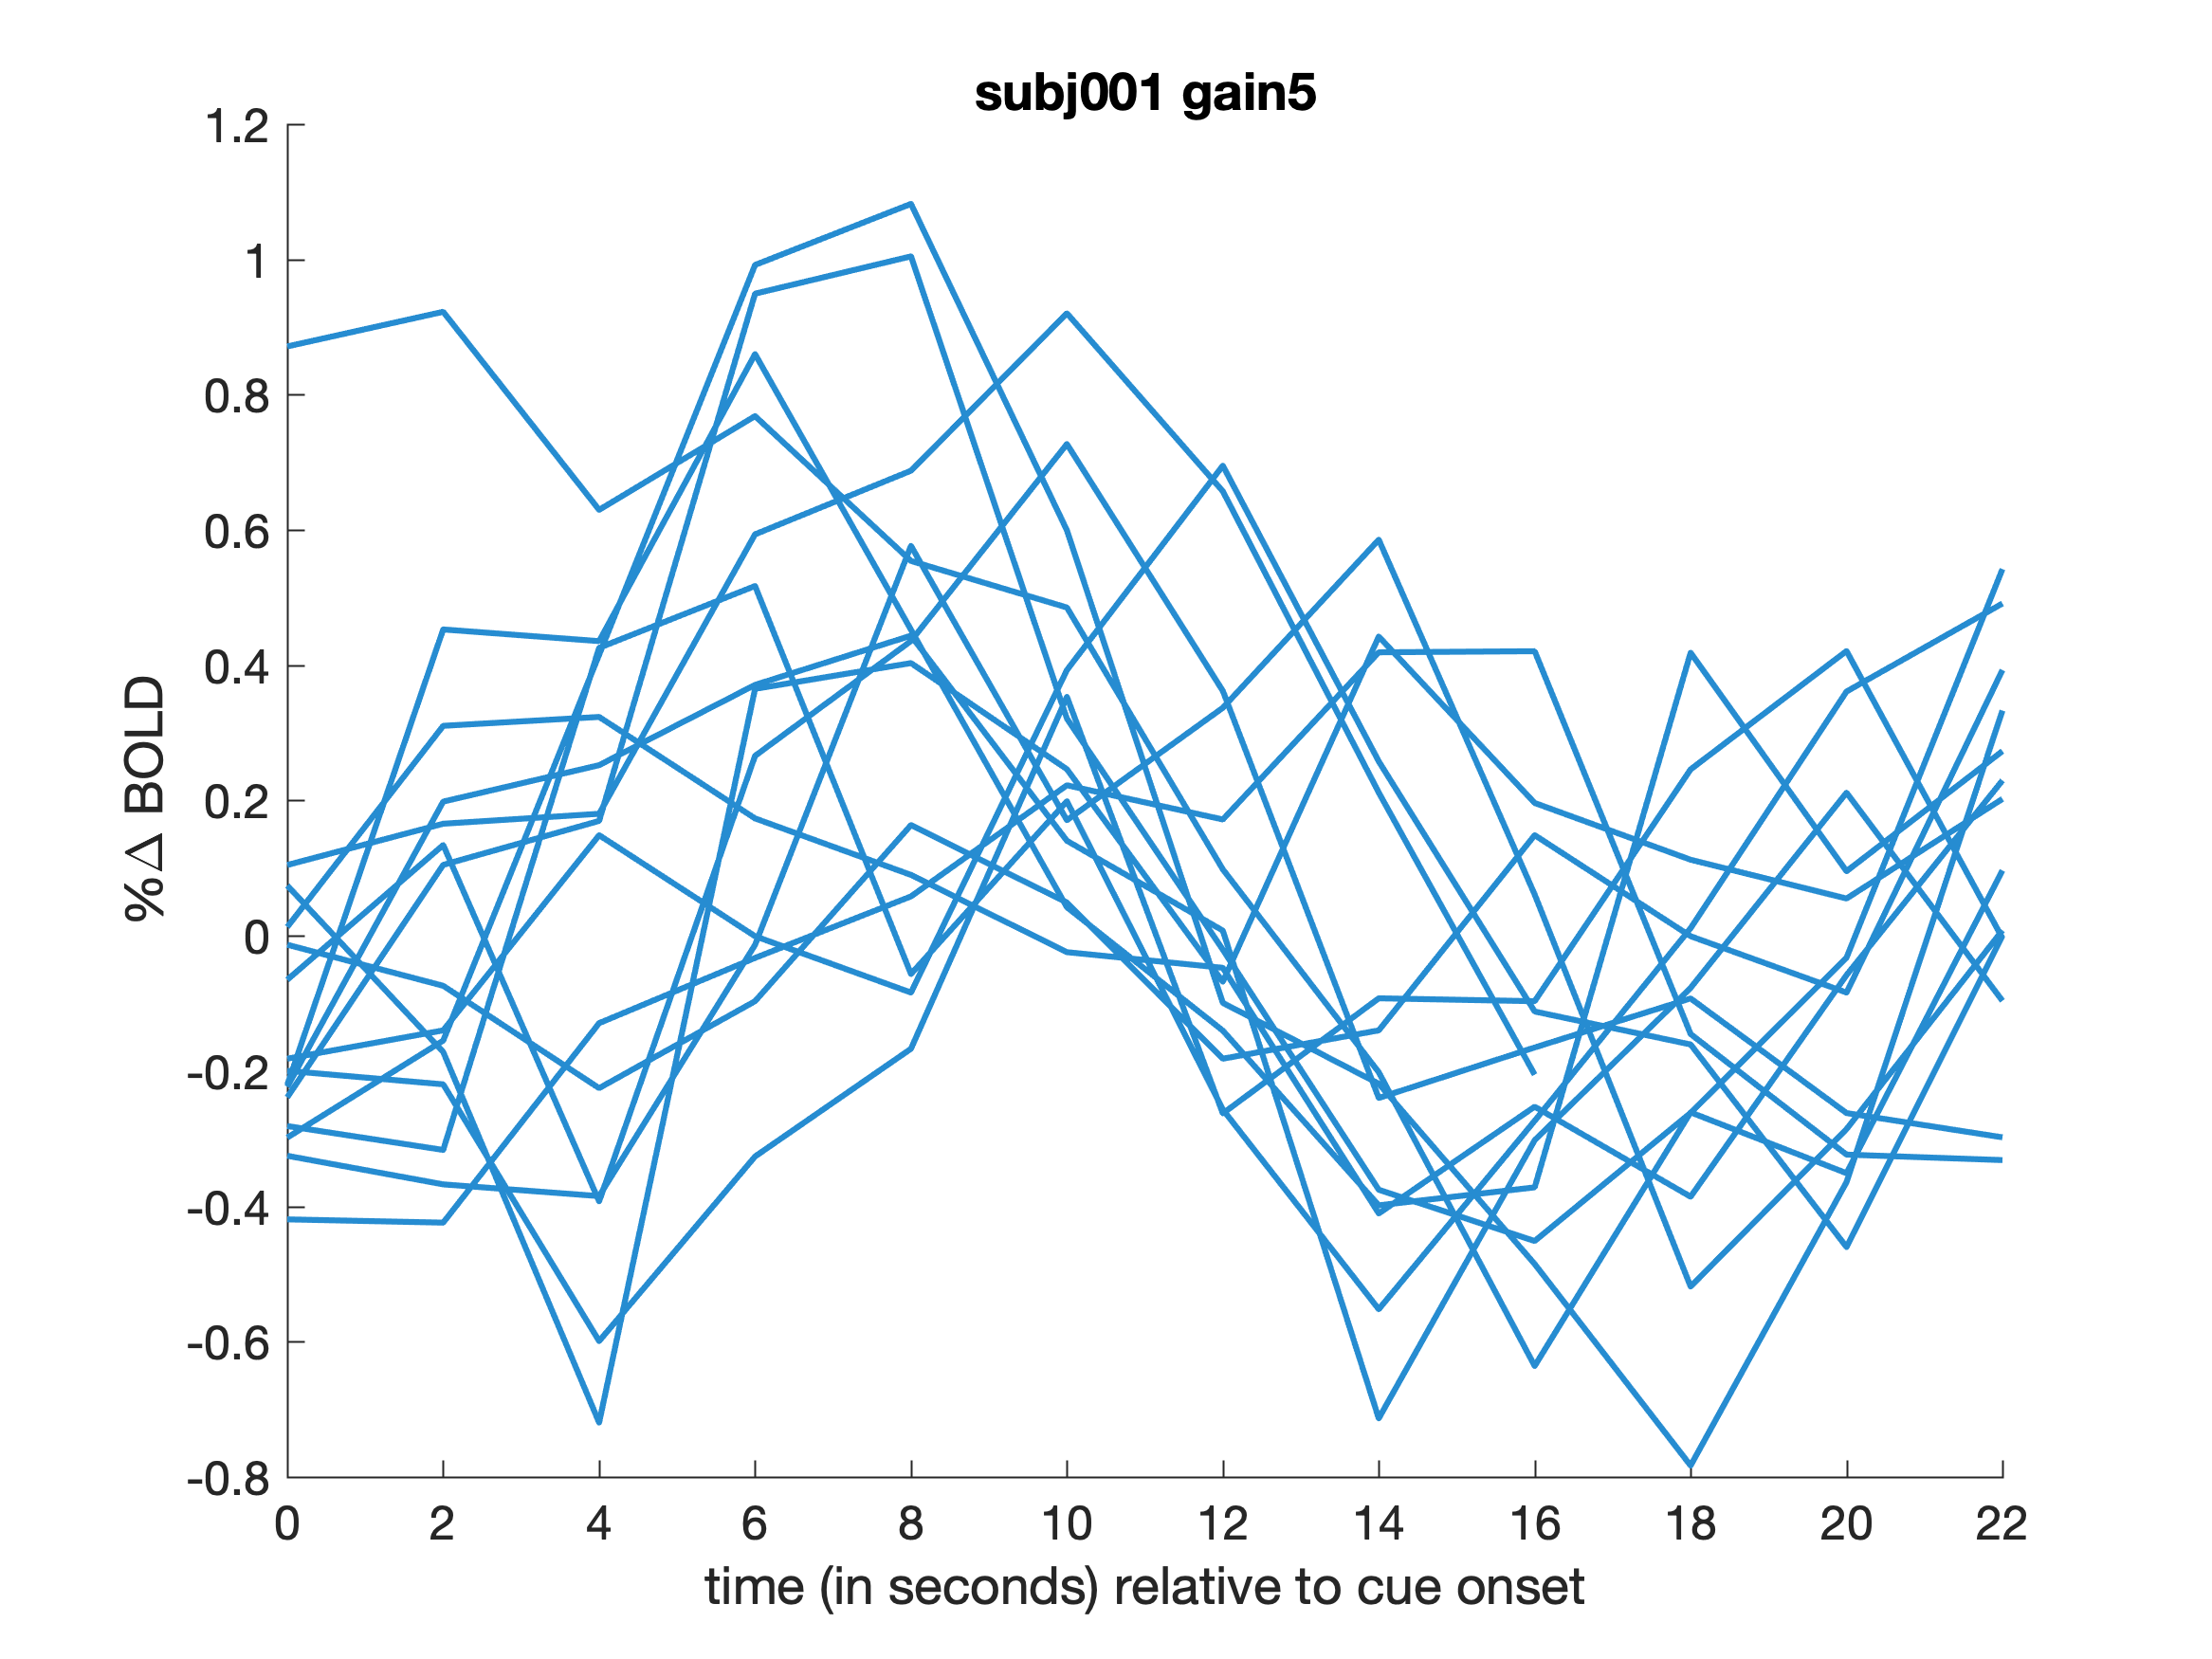 subj001 gain5
1.2
1
0.8
0.6
0.4
0.2
0
-0.2
-0.4
-0.6
-0.8
%Δ BOLD
0 2 4 6 8 10 12 14 16 18 20 22
time (in seconds) relative to cue onset